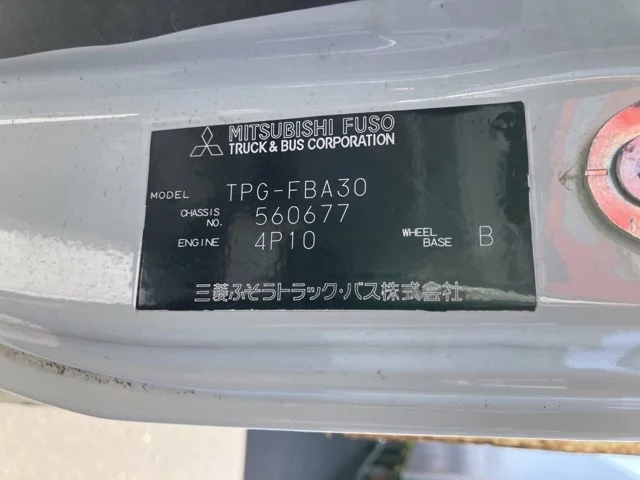 MITSUBISHI FUSO
TRUCK & BUS CORPORATION
MODEL TPG-FBA30
CHASSIS NO. 560677
ENGINE 4P10 WHEEL BASE B
三菱ふそうトラック・バス株式会社